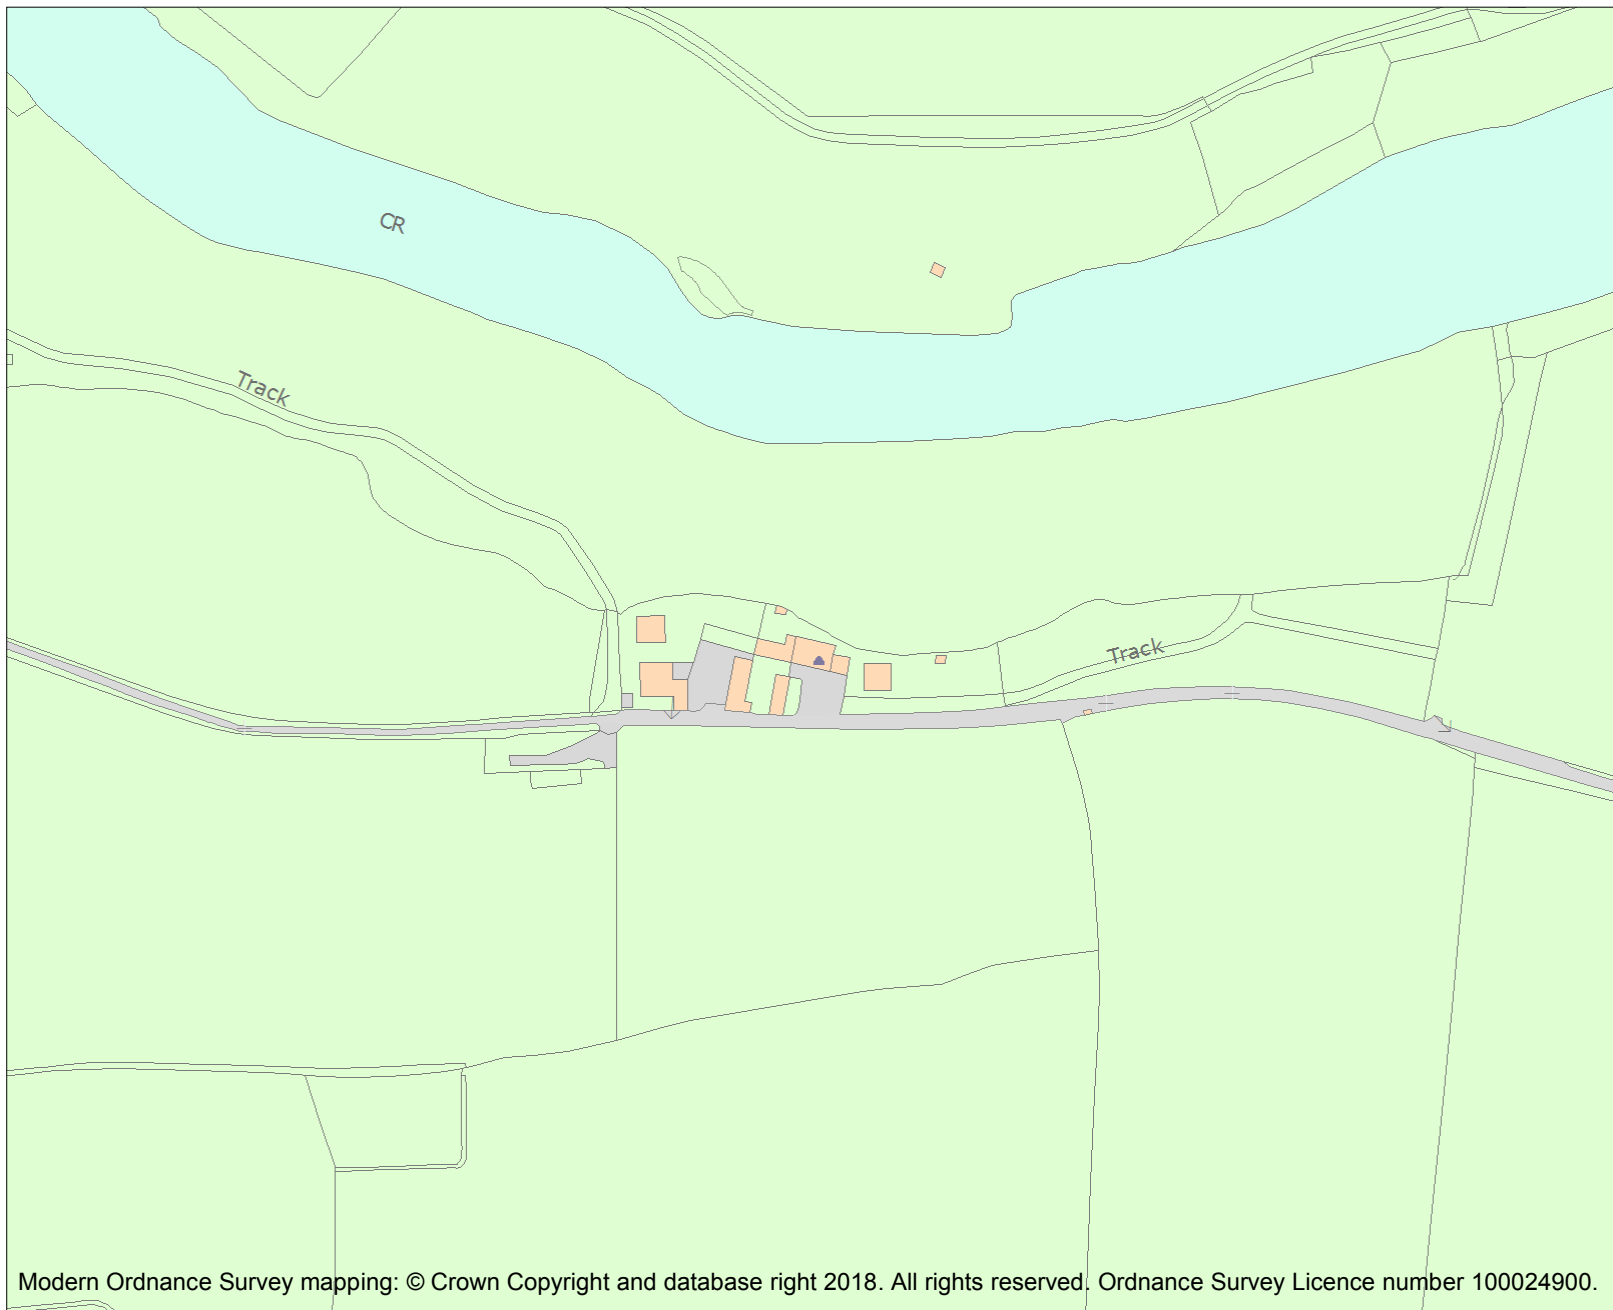 CR
Track
Track
Modern Ordnance Survey mapping: © Crown Copyright and database right 2018. All rights reserved. Ordnance Survey Licence number 100024900.